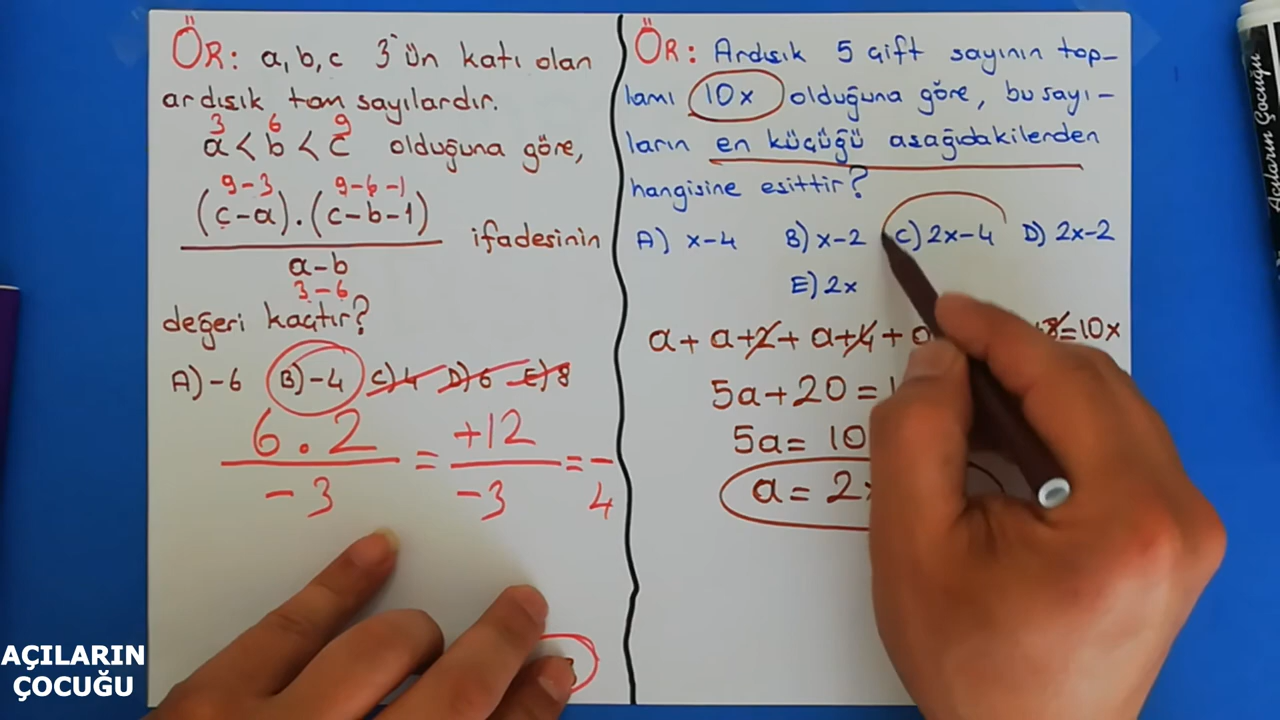 ÖR: a, b, c 3'ün katı olan
ardışık tam sayılardır.
3 6 9
a < b < c olduğuna göre,
9-3 9-6-1
(c-a).(c-b-1)
ifadesinin
a-b
3-6
değeri kaçtır?
A)-6 B)-4 C)4 D)6 E)8
6.2 = +12 = -
-3 -3 4
ÖR: Ardışık 5 çift sayının top-
lamı 10x olduğuna göre, bu sayı-
ların en küçüğü aşağıdakilerden
hangisine eşittir?
A) x-4 B) x-2 C) 2x-4 D) 2x-2
E) 2x
a + a+2 + a+4 + 8=10x
5a+20=1
5a= 10
a= 2x
Açıların Çocuğu
AÇILARIN
ÇOCUĞU